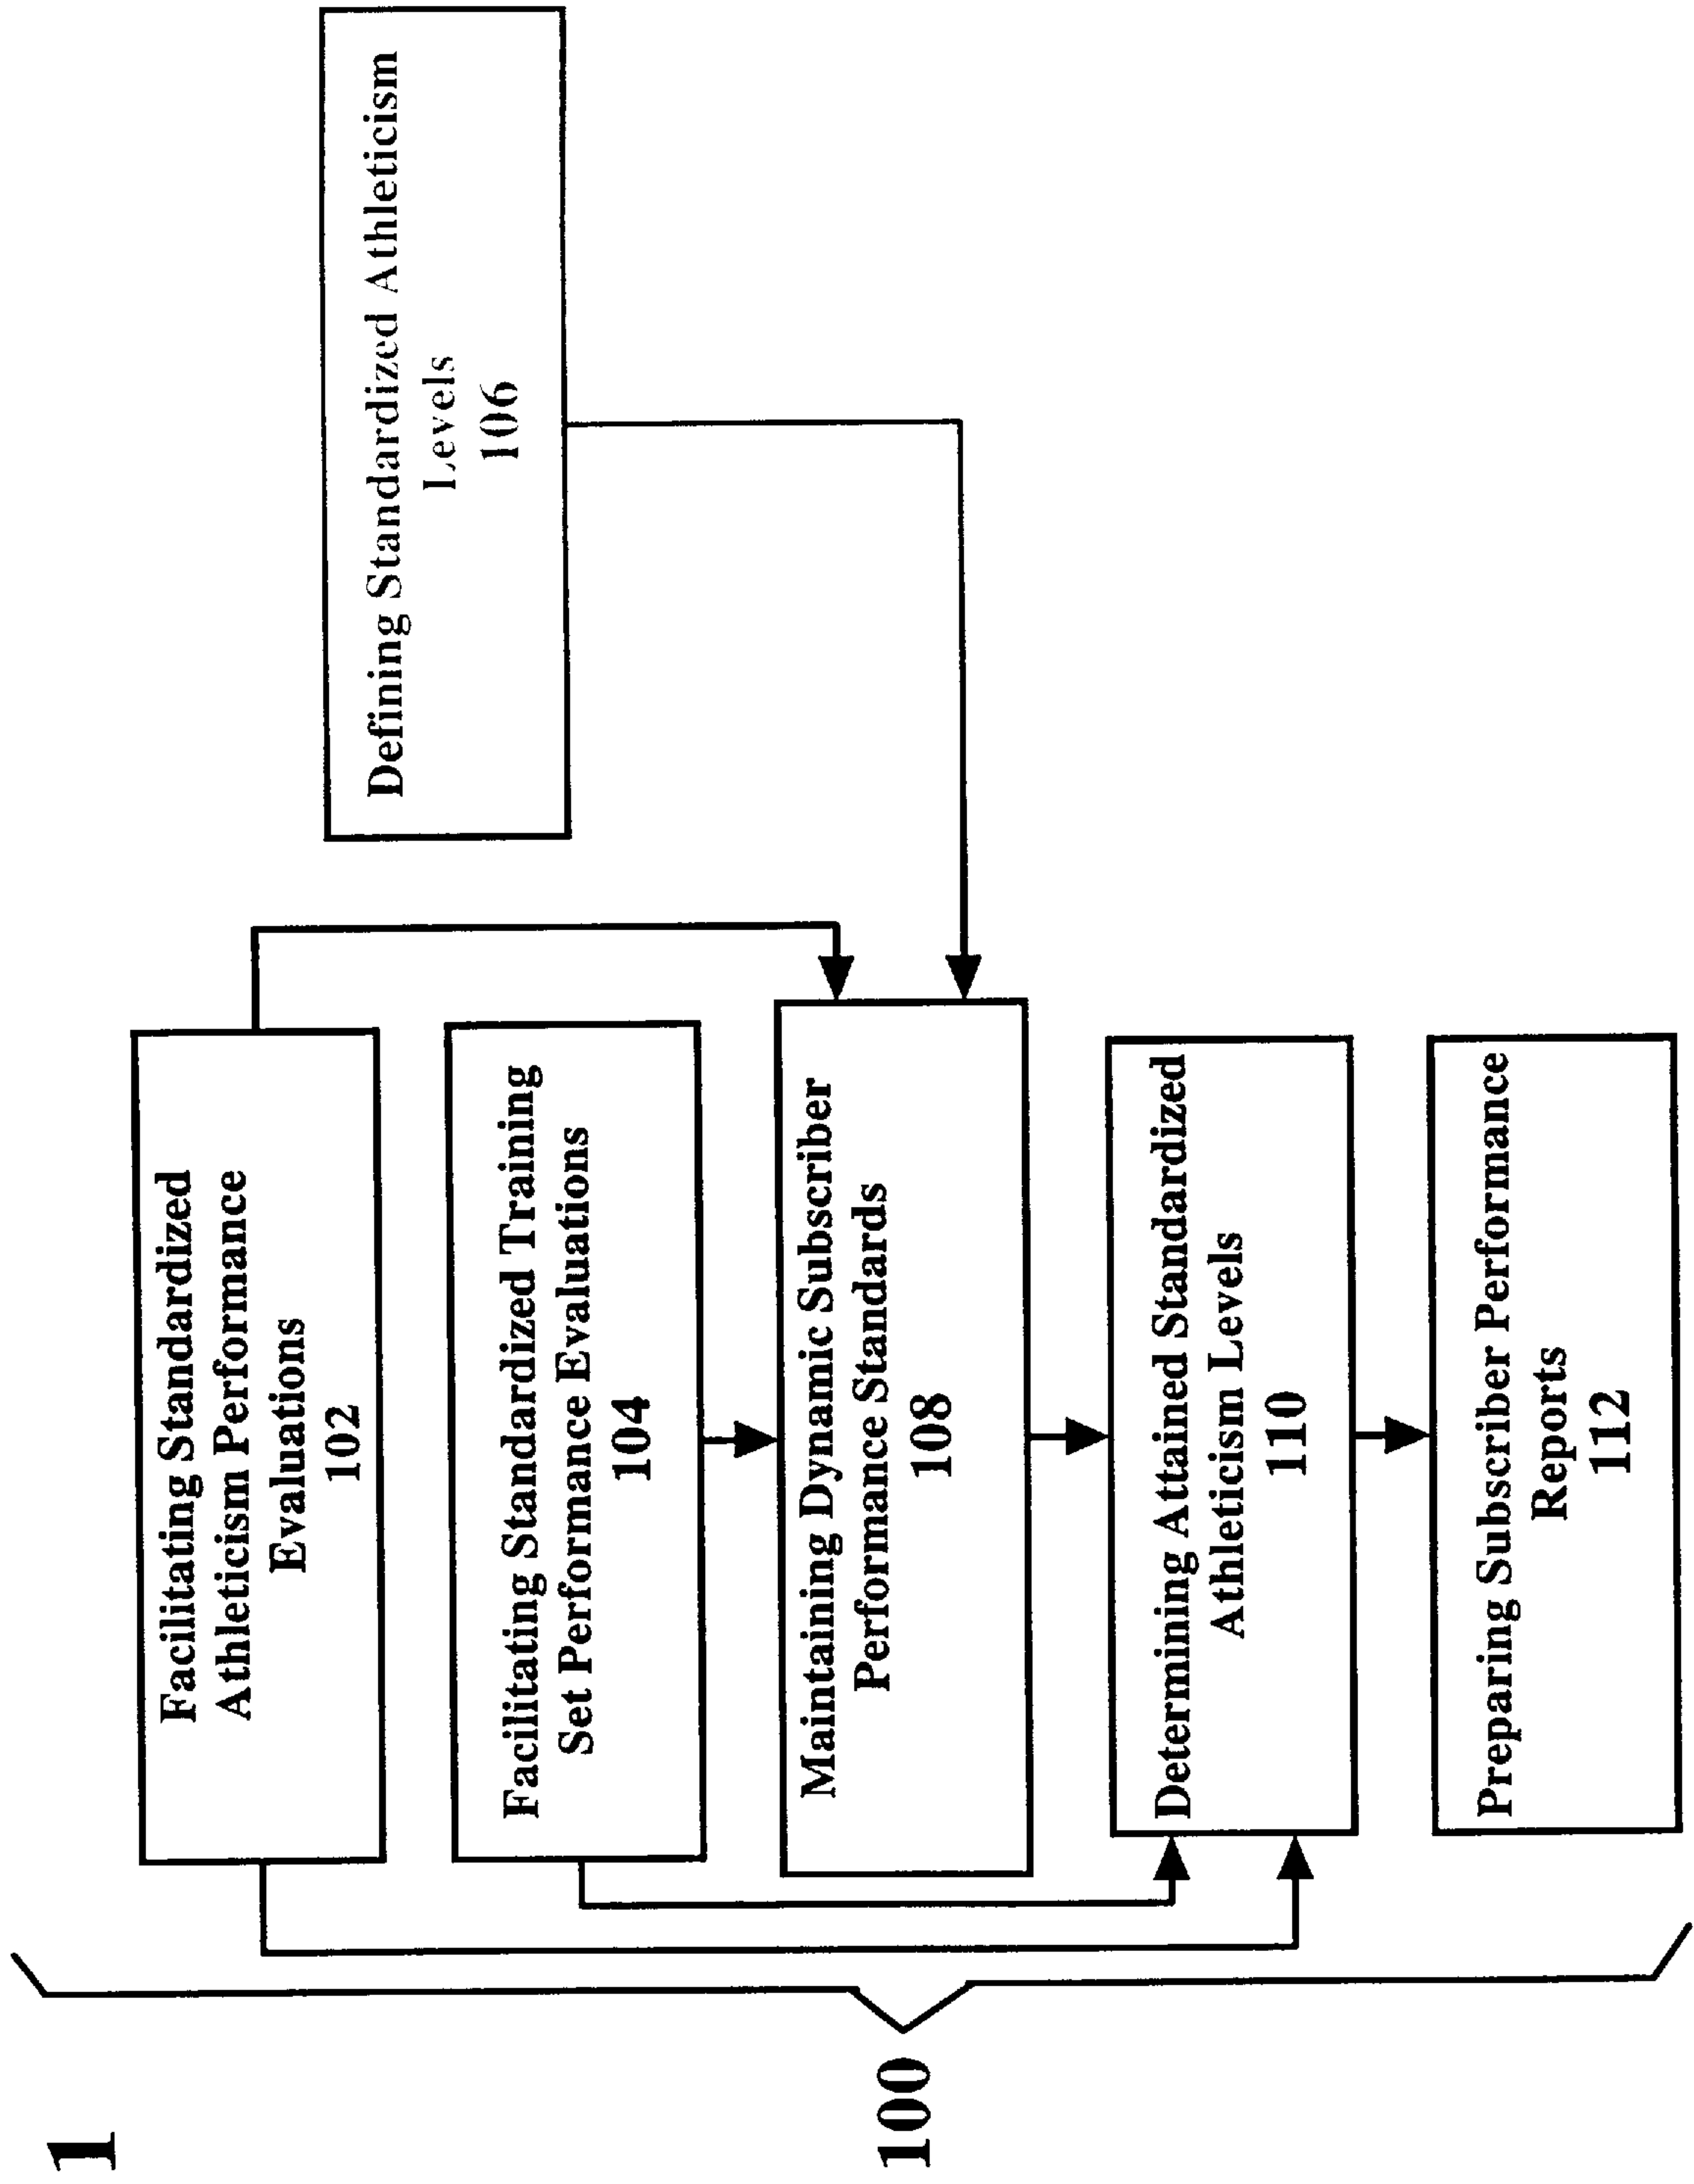 1
100
Facilitating Standardized
Athleticism Performance
Evaluations
102
Facilitating Standardized Training
Set Performance Evaluations
104
Defining Standardized Athleticism
Levels
106
Maintaining Dynamic Subscriber
Performance Standards
108
Determining Attained Standardized
Athleticism Levels
110
Preparing Subscriber Performance
Reports
112